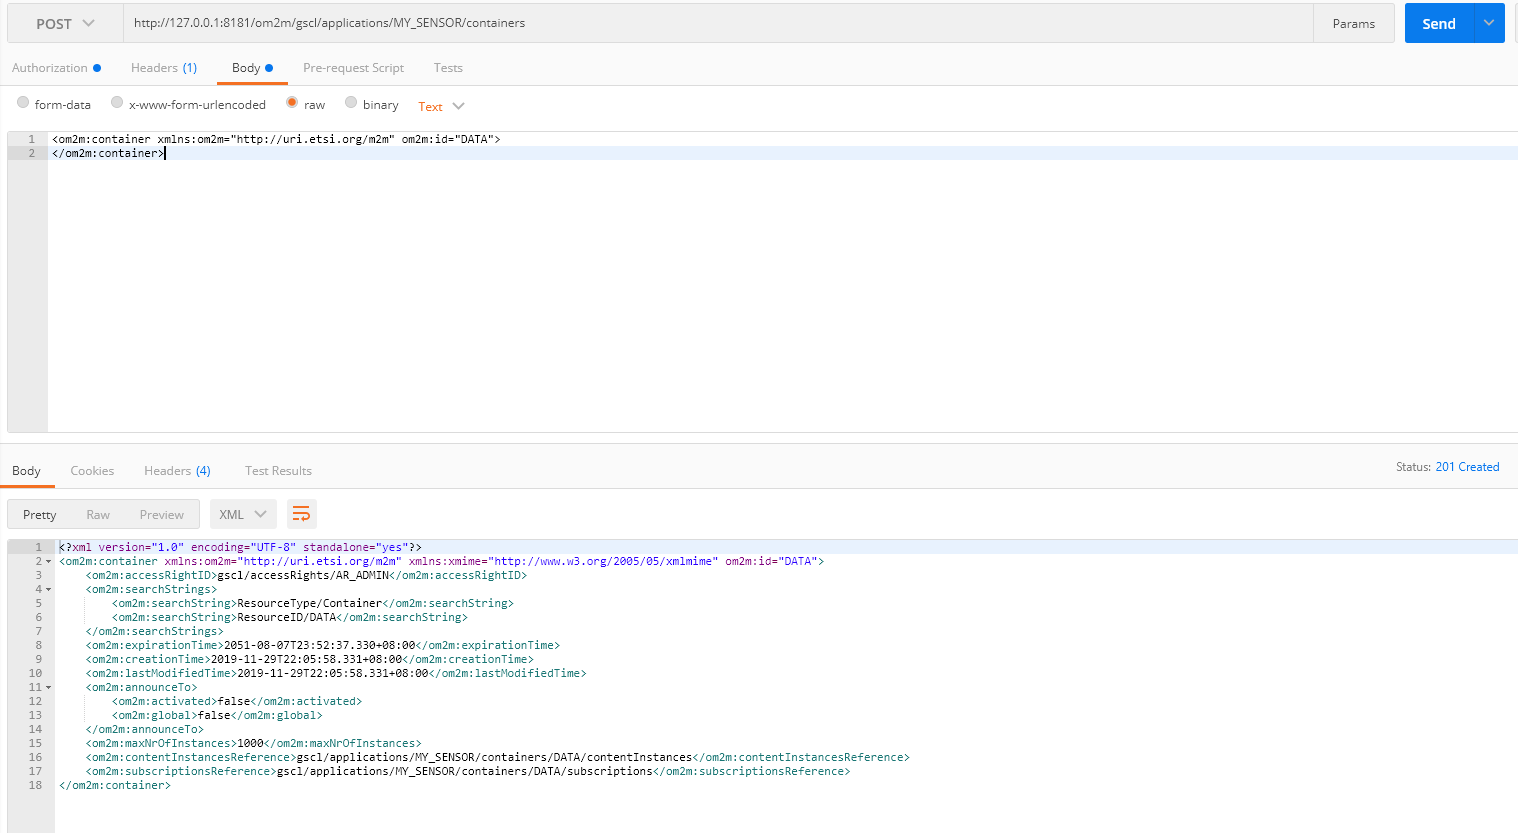 POST http://127.0.0.1:8181/om2m/gscl/applications/MY_SENSOR/containers Params Send
Authorization Headers (1) Body Pre-request Script Tests
form-data x-www-form-urlencoded raw binary Text
1 <om2m:container xmlns:om2m="http://uri.etsi.org/m2m" om2m:id="DATA">
2 </om2m:container>
Body Cookies Headers (4) Test Results Status: 201 Created
Pretty Raw Preview XML
1 <?xml version="1.0" encoding="UTF-8" standalone="yes"?>
2 <om2m:container xmlns:om2m="http://uri.etsi.org/m2m" xmlns:xmime="http://www.w3.org/2005/05/xmlmime" om2m:id="DATA">
3 <om2m:accessRightID>gscl/accessRights/AR_ADMIN</om2m:accessRightID>
4 <om2m:searchStrings>
5 <om2m:searchString>ResourceType/Container</om2m:searchString>
6 <om2m:searchString>ResourceID/DATA</om2m:searchString>
7 </om2m:searchStrings>
8 <om2m:expirationTime>2051-08-07T23:52:37.330+08:00</om2m:expirationTime>
9 <om2m:creationTime>2019-11-29T22:05:58.331+08:00</om2m:creationTime>
10 <om2m:lastModifiedTime>2019-11-29T22:05:58.331+08:00</om2m:lastModifiedTime>
11 <om2m:announceTo>
12 <om2m:activated>false</om2m:activated>
13 <om2m:global>false</om2m:global>
14 </om2m:announceTo>
15 <om2m:maxNrOfInstances>1000</om2m:maxNrOfInstances>
16 <om2m:contentInstancesReference>gscl/applications/MY_SENSOR/containers/DATA/contentInstances</om2m:contentInstancesReference>
17 <om2m:subscriptionsReference>gscl/applications/MY_SENSOR/containers/DATA/subscriptions</om2m:subscriptionsReference>
18 </om2m:container>